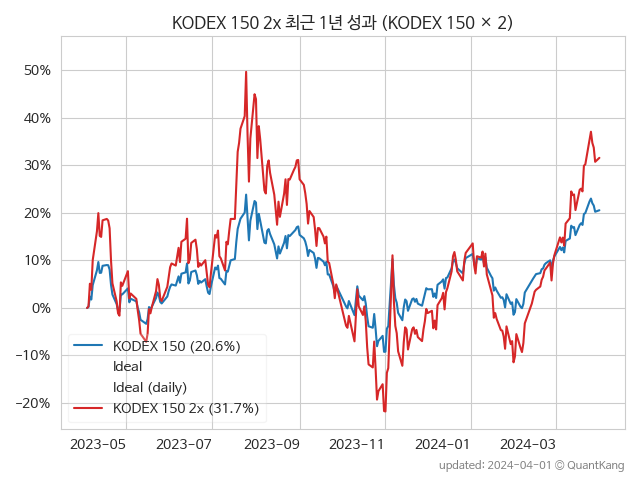 KODEX 150 2x 최근 1년 성과 (KODEX 150 × 2)
50%
40%
30%
20%
10%
0%
−10%
−20%
KODEX 150 (20.6%)
Ideal
Ideal (daily)
KODEX 150 2x (31.7%)
2023-05 2023-07 2023-09 2023-11 2024-01 2024-03
updated: 2024-04-01 © QuantKang